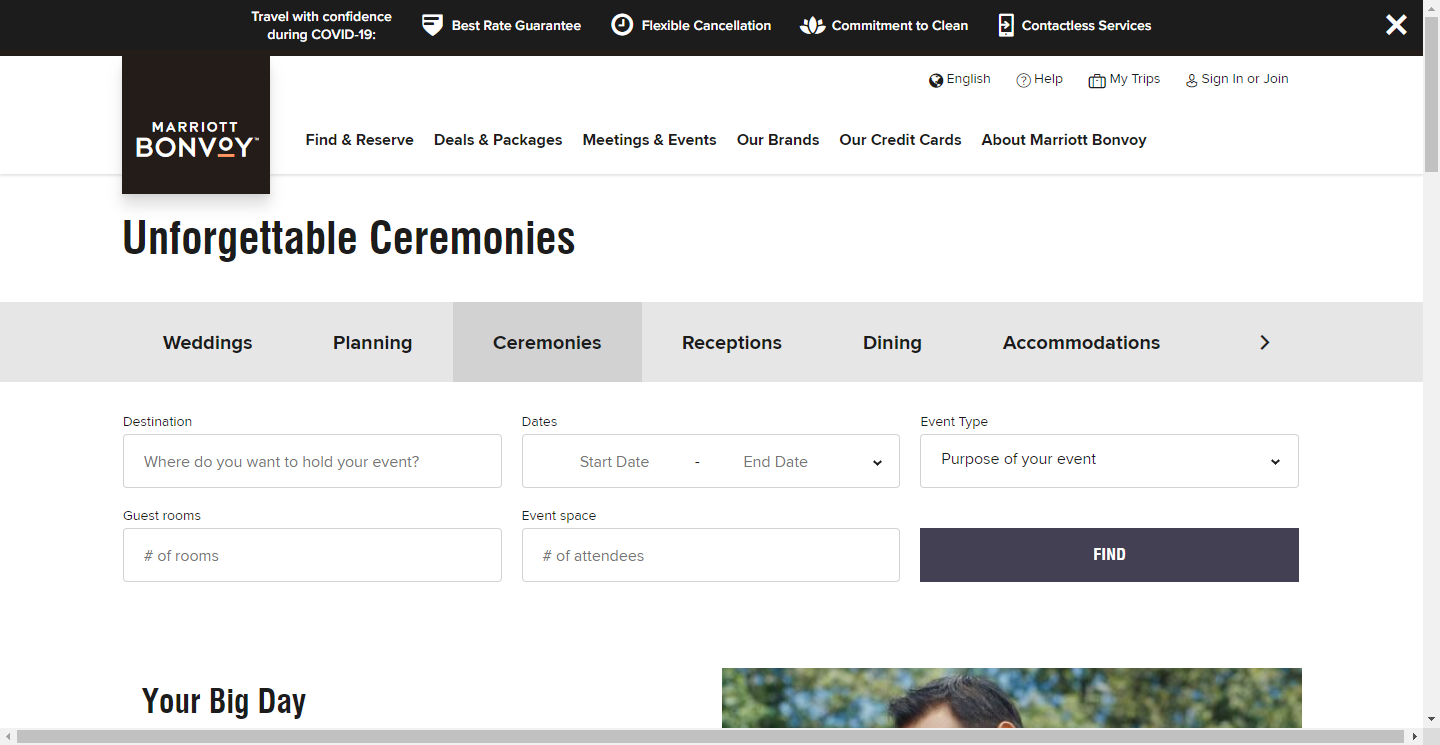 Travel with confidence
during COVID-19:
Best Rate Guarantee
Flexible Cancellation
Commitment to Clean
Contactless Services
English
Help
My Trips
Sign In or Join
MARRIOTT
BONVOY™
Find & Reserve
Deals & Packages
Meetings & Events
Our Brands
Our Credit Cards
About Marriott Bonvoy
Unforgettable Ceremonies
Weddings
Planning
Ceremonies
Receptions
Dining
Accommodations
Destination
Dates
Event Type
Where do you want to hold your event?
Start Date - End Date
Purpose of your event
Guest rooms
Event space
# of rooms
# of attendees
FIND
Your Big Day